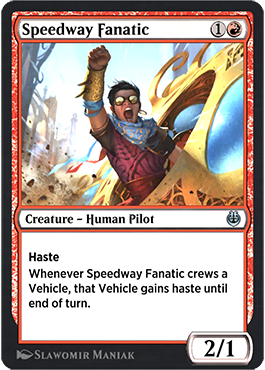 Speedway Fanatic 1
Creature – Human Pilot
Haste
Whenever Speedway Fanatic crews a
Vehicle, that Vehicle gains haste until
end of turn.
Slawomir Maniak
2/1